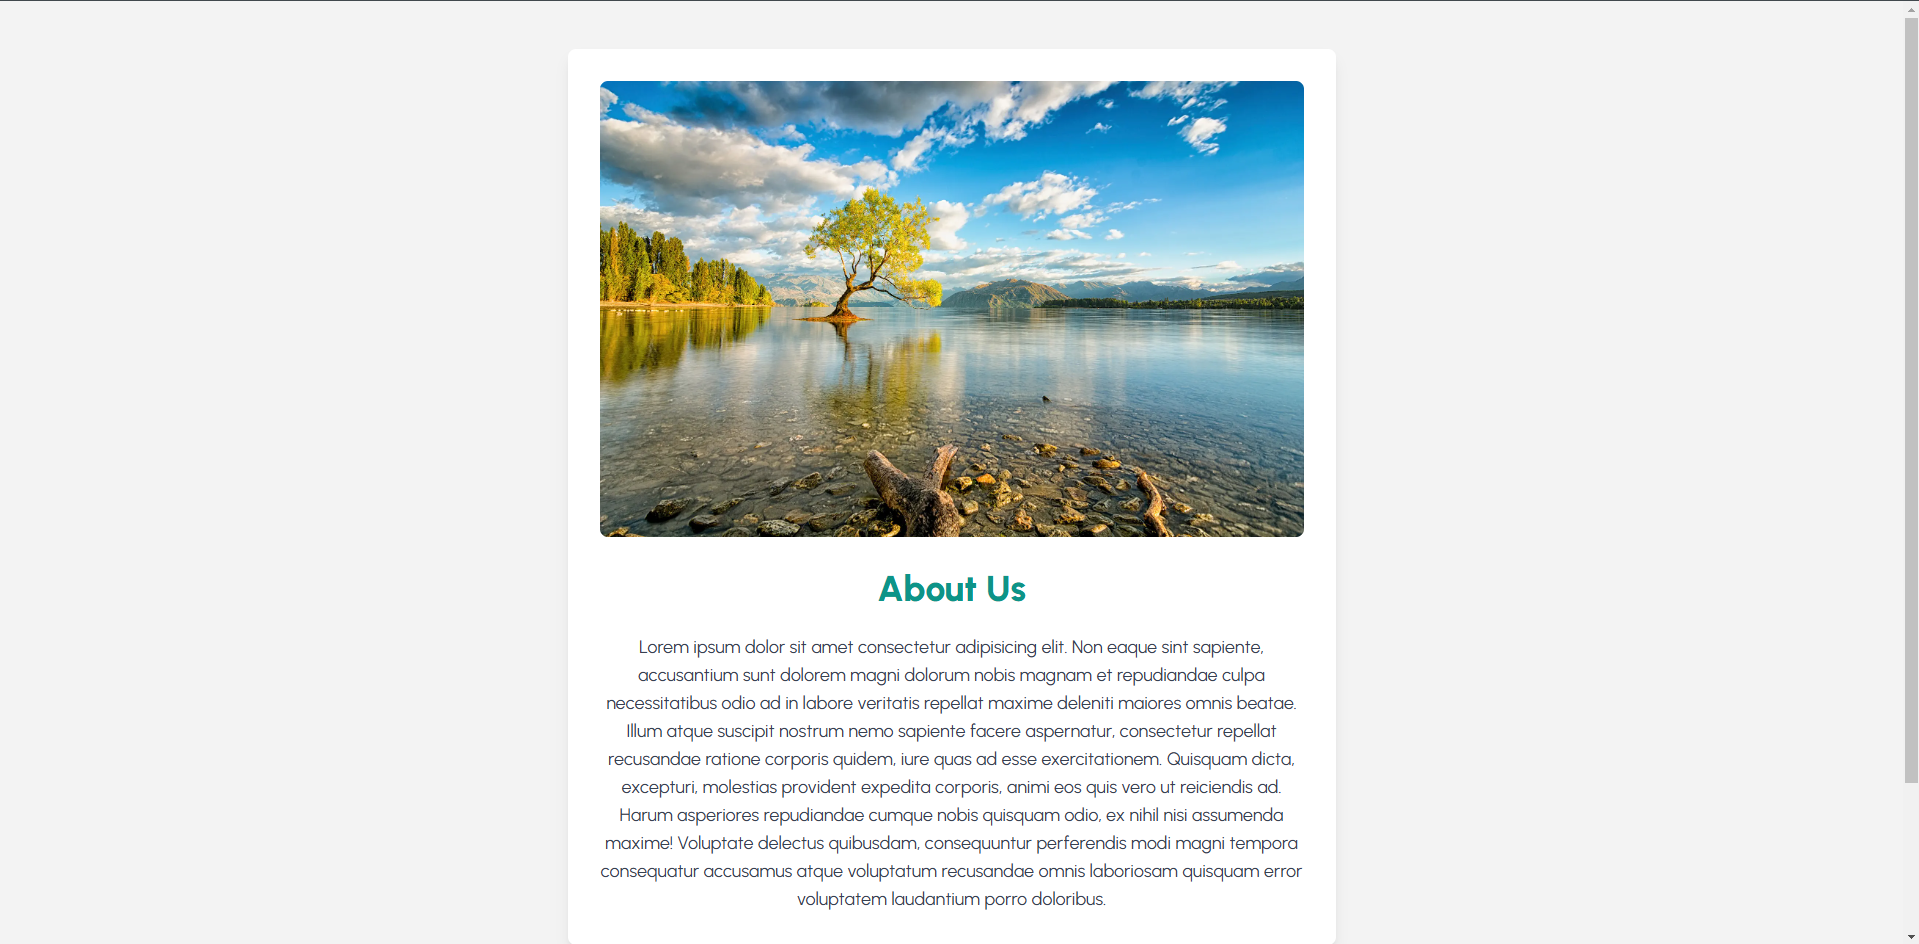 About Us
Lorem ipsum dolor sit amet consectetur adipisicing elit. Non eaque sint sapiente,
accusantium sunt dolorem magni dolorum nobis magnam et repudiandae culpa
necessitatibus odio ad in labore veritatis repellat maxime deleniti maiores omnis beatae.
Illum atque suscipit nostrum nemo sapiente facere aspernatur, consectetur repellat
recusandae ratione corporis quidem, iure quas ad esse exercitationem. Quisquam dicta,
excepturi, molestias provident expedita corporis, animi eos quis vero ut reiciendis ad.
Harum asperiores repudiandae cumque nobis quisquam odio, ex nihil nisi assumenda
maxime! Voluptate delectus quibusdam, consequuntur perferendis modi magni tempora
consequatur accusamus atque voluptatum recusandae omnis laboriosam quisquam error
voluptatem laudantium porro doloribus.